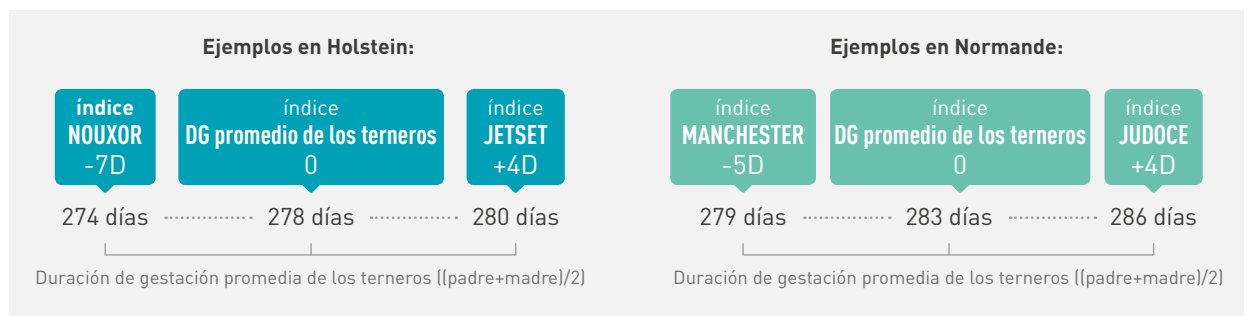 Ejemplos en Holstein:
índice
NOUXOR
-7D
índice
DG promedio de los terneros
0
índice
JETSET
+4D
274 días
278 días
280 días
Duración de gestación promedia de los terneros ((padre+madre)/2)
Ejemplos en Normande:
índice
MANCHESTER
-5D
índice
DG promedio de los terneros
0
índice
JUDOCE
+4D
279 días
283 días
286 días
Duración de gestación promedia de los terneros ((padre+madre)/2)